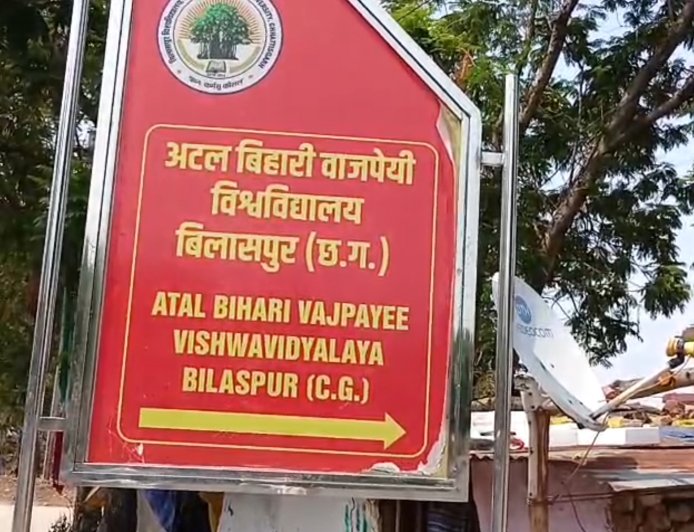 अटल बिहारी वाजपेयी
विश्वविद्यालय
बिलासपुर (छ.ग.)
ATAL BIHARI VAJPAYEE
VISHWAVIDYALAYA
BILASPUR (C.G.)